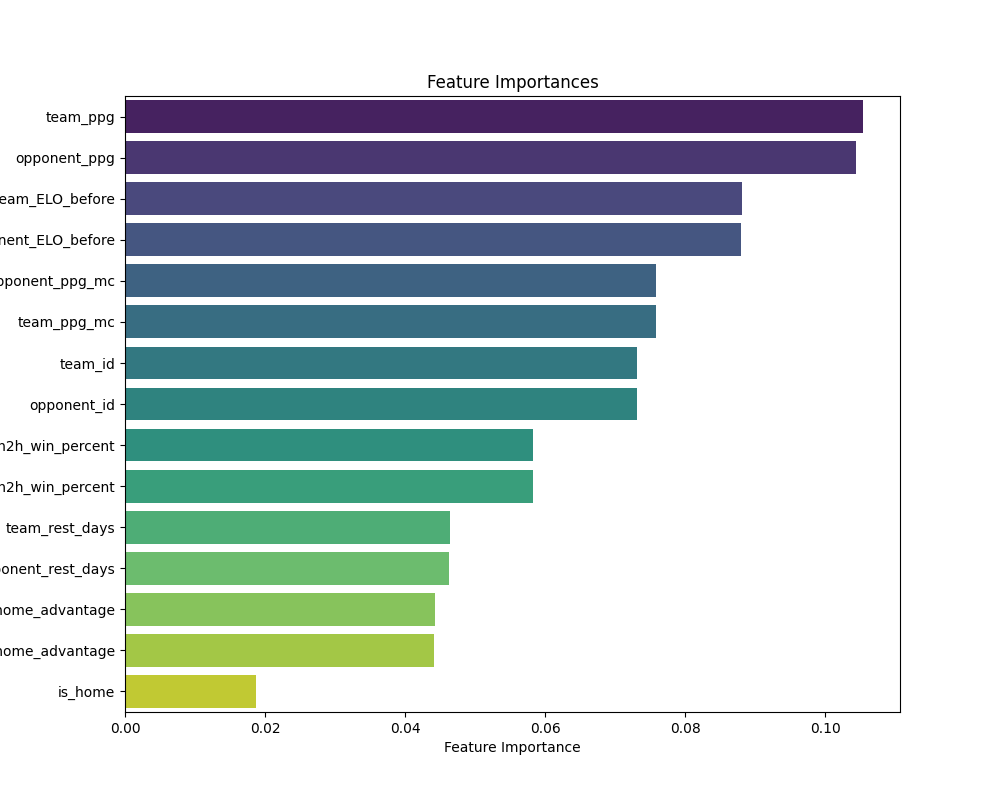 Feature Importances
team_ppg
opponent_ppg
eam_ELO_before
nent_ELO_before
pponent_ppg_mc
team_ppg_mc
team_id
opponent_id
h2h_win_percent
h2h_win_percent
team_rest_days
onent_rest_days
home_advantage
home_advantage
is_home
0.00 0.02 0.04 0.06 0.08 0.10
Feature Importance